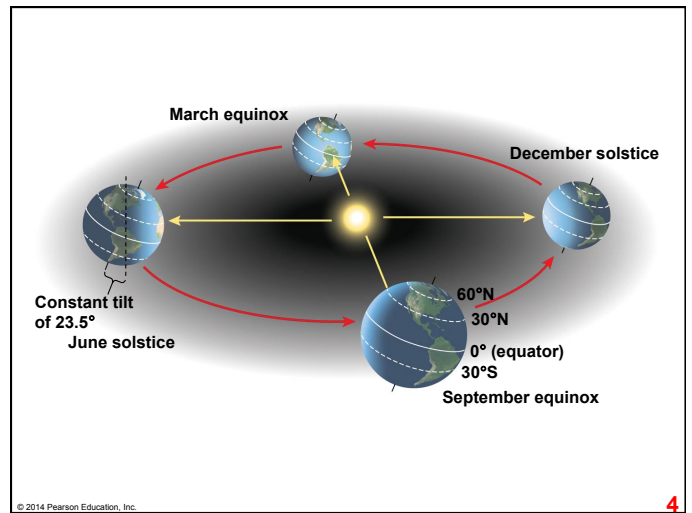 March equinox
December solstice
Constant tilt
of 23.5°
June solstice
60°N
30°N
0° (equator)
30°S
September equinox
© 2014 Pearson Education, Inc.
4